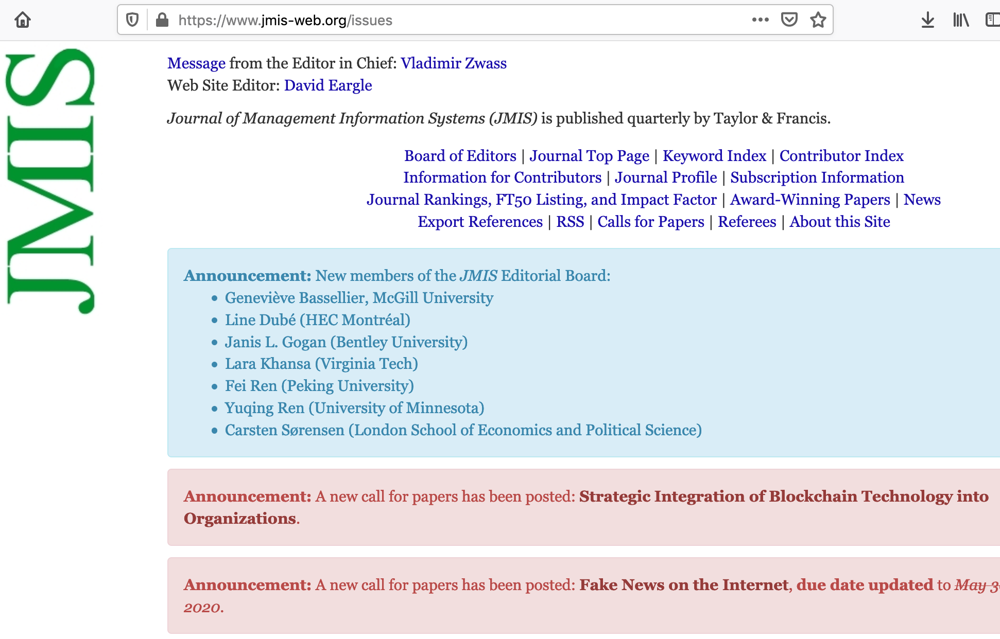 https://www.jmis-web.org/issues
JMIS
Message from the Editor in Chief: Vladimir Zwass
Web Site Editor: David Eargle
Journal of Management Information Systems (JMIS) is published quarterly by Taylor & Francis.
Board of Editors | Journal Top Page | Keyword Index | Contributor Index
Information for Contributors | Journal Profile | Subscription Information
Journal Rankings, FT50 Listing, and Impact Factor | Award-Winning Papers | News
Export References | RSS | Calls for Papers | Referees | About this Site
Announcement: New members of the JMIS Editorial Board:
• Geneviève Bassellier, McGill University
• Line Dubé (HEC Montréal)
• Janis L. Gogan (Bentley University)
• Lara Khansa (Virginia Tech)
• Fei Ren (Peking University)
• Yuqing Ren (University of Minnesota)
• Carsten Sørensen (London School of Economics and Political Science)
Announcement: A new call for papers has been posted: Strategic Integration of Blockchain Technology into
Organizations.
Announcement: A new call for papers has been posted: Fake News on the Internet, due date updated to May
2020.